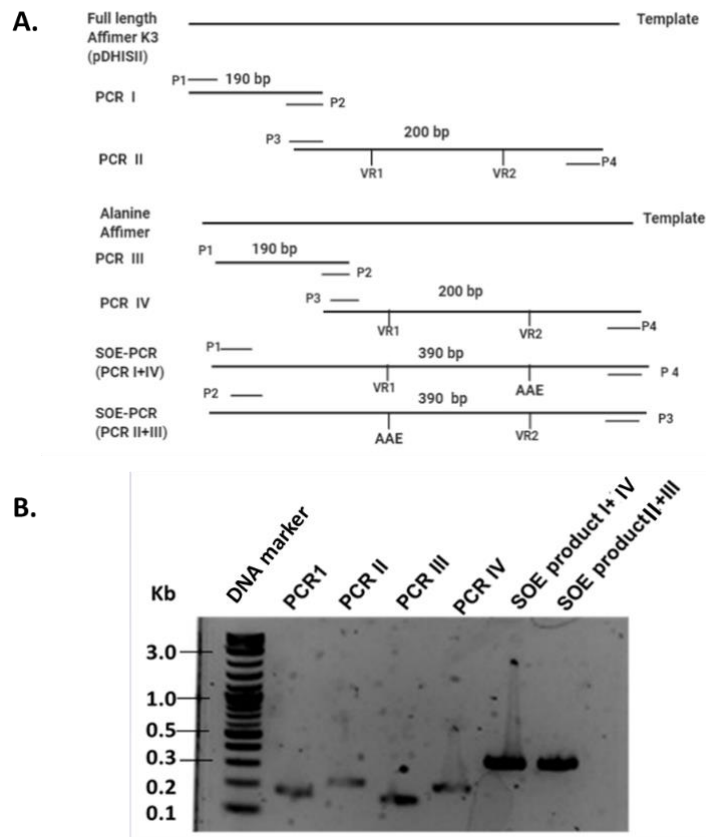 A.
Full length Affimer K3 (pDHISII)
Template
P1
190 bp
PCR I
P2
P3
200 bp
PCR II
VR1
VR2
P4
Alanine Affimer
Template
P1
190 bp
PCR III
P2
P3
200 bp
PCR IV
VR1
VR2
P4
SOE-PCR (PCR I+IV)
P1
390 bp
P 4
VR1
AAE
P2
390 bp
SOE-PCR (PCR II+III)
P3
AAE
VR2
B.
Kb
DNA marker
PCR1
PCR II
PCR III
PCR IV
SOE product I+ IV
SOE product II+III
3.0
1.0
0.5
0.3
0.2
0.1